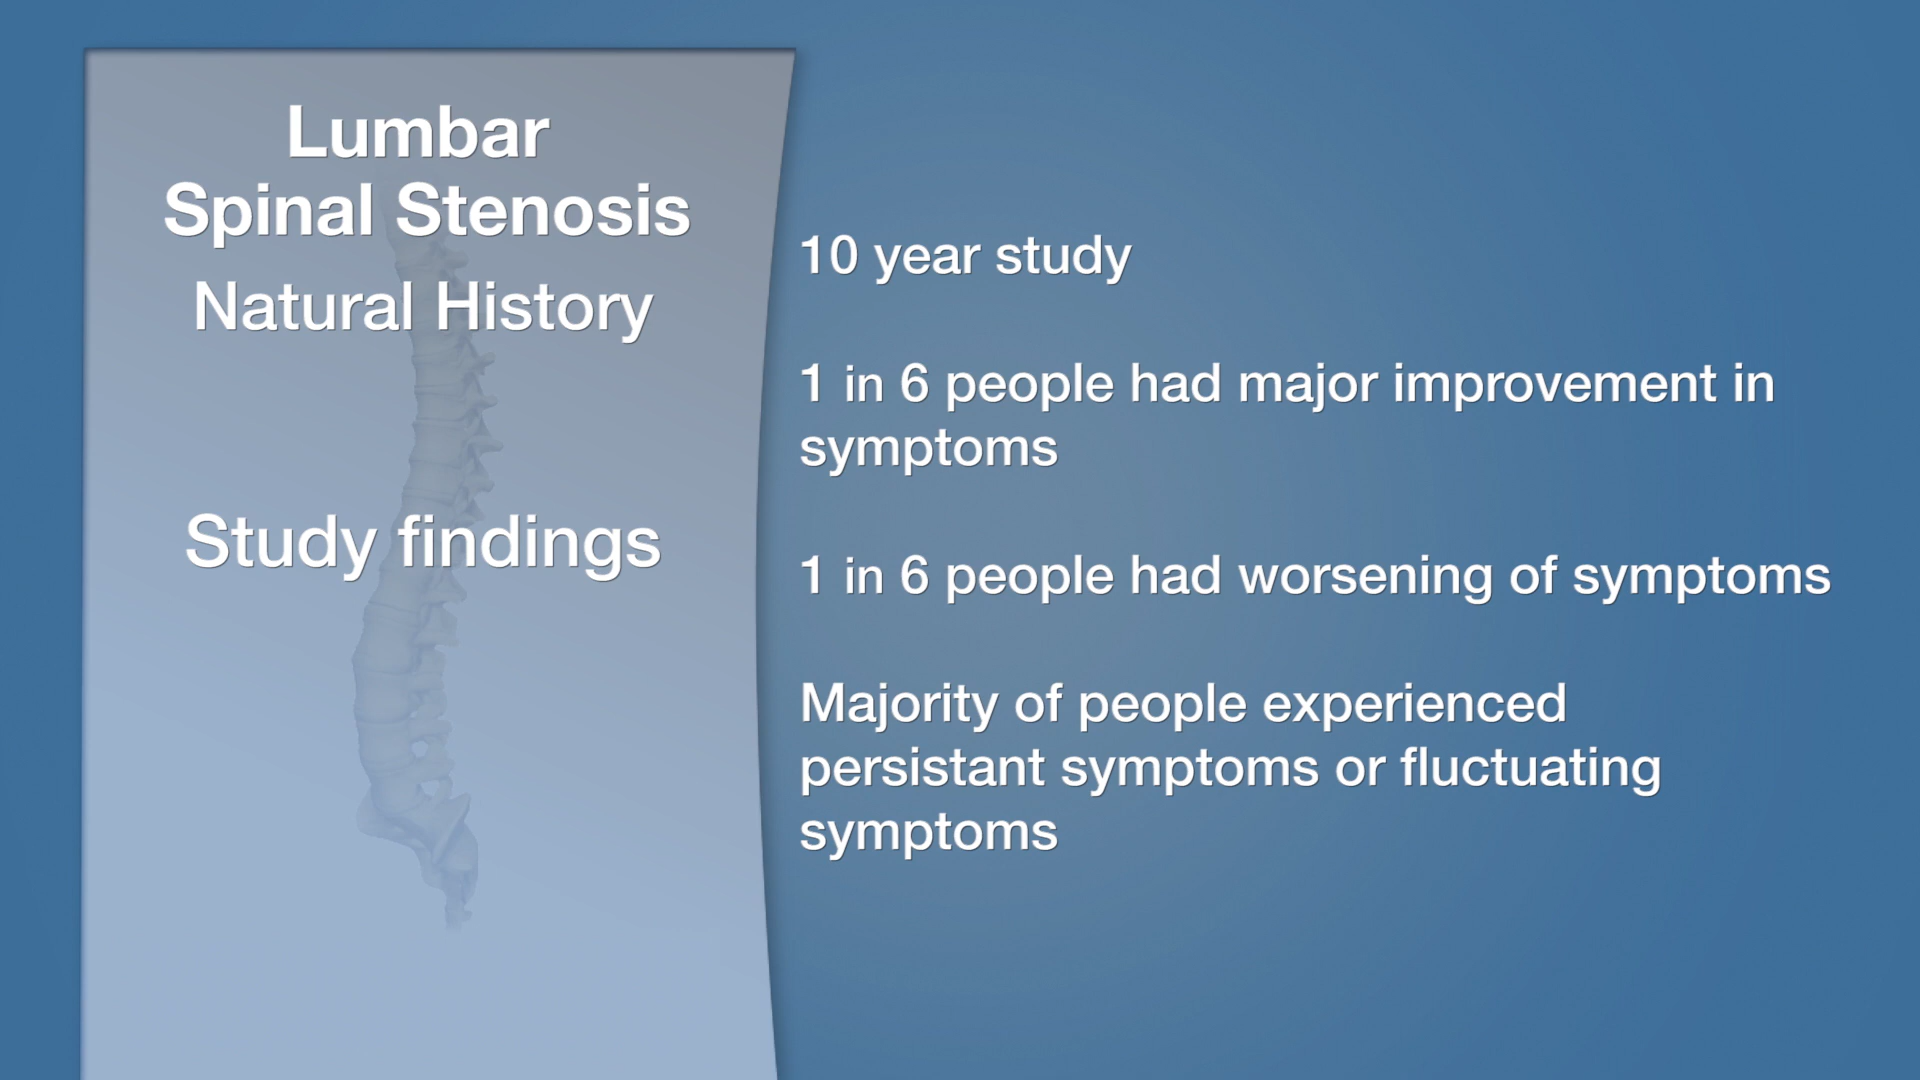 Lumbar
Spinal Stenosis
Natural History
Study findings
10 year study
1 in 6 people had major improvement in
symptoms
1 in 6 people had worsening of symptoms
Majority of people experienced
persistant symptoms or fluctuating
symptoms